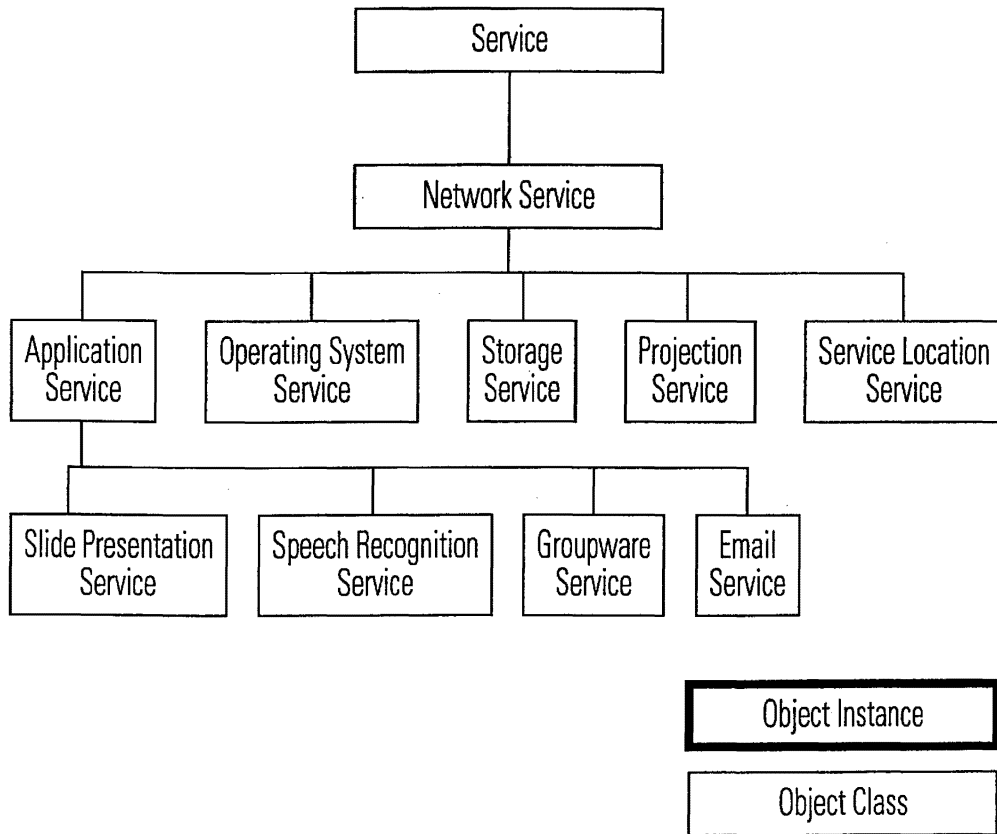 Service
Network Service
Application
Service
Operating System
Service
Storage
Service
Projection
Service
Service Location
Service
Slide Presentation
Service
Speech Recognition
Service
Groupware
Service
Email
Service
Object Instance
Object Class